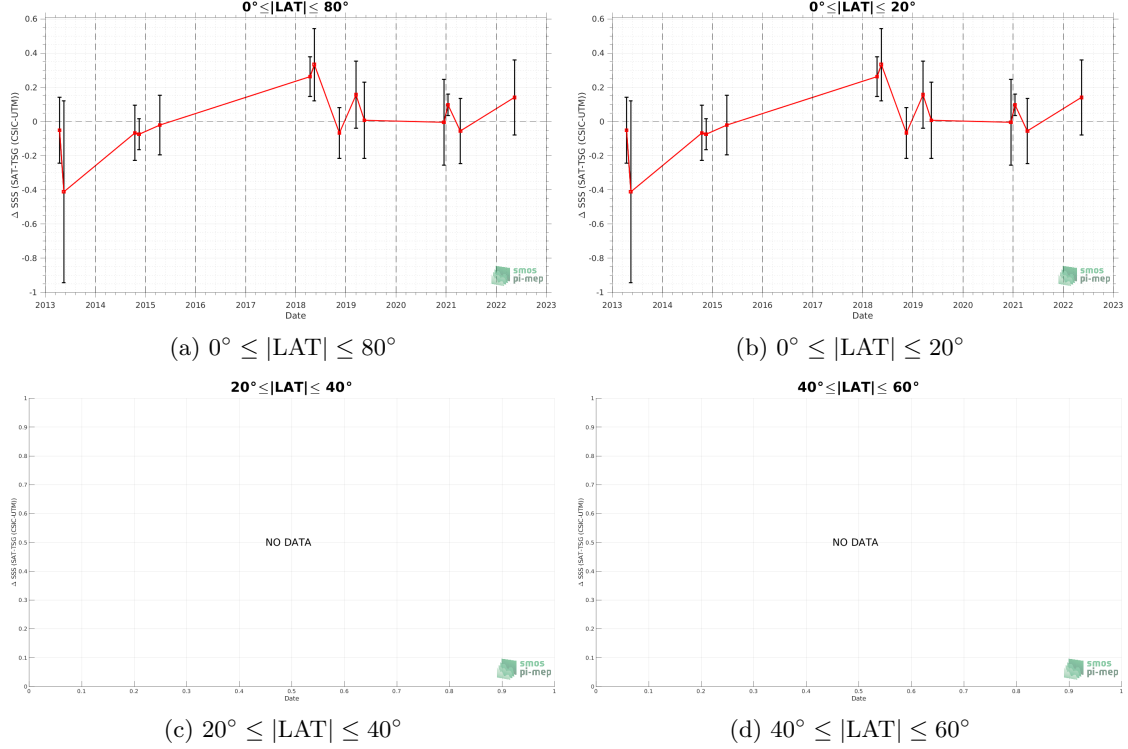 0°≤|LAT|≤ 80°
Δ SSS (SAT-TSG (CSIC-UTM))
0.6
0.4
0.2
0
-0.2
-0.4
-0.6
-0.8
-1
2013 2014 2015 2016 2017 2018 2019 2020 2021 2022 2023
Date
smos
pi-mep
(a) 0° ≤ |LAT| ≤ 80°
0°≤|LAT|≤ 20°
Δ SSS (SAT-TSG (CSIC-UTM))
0.6
0.4
0.2
0
-0.2
-0.4
-0.6
-0.8
-1
2013 2014 2015 2016 2017 2018 2019 2020 2021 2022 2023
Date
smos
pi-mep
(b) 0° ≤ |LAT| ≤ 20°
20°≤|LAT|≤ 40°
Δ SSS (SAT-TSG (CSIC-UTM))
1
0.9
0.8
0.7
0.6
0.5
0.4
0.3
0.2
0.1
0
NO DATA
0 0.1 0.2 0.3 0.4 0.5 0.6 0.7 0.8 0.9 1
Date
smos
pi-mep
(c) 20° ≤ |LAT| ≤ 40°
40°≤|LAT|≤ 60°
Δ SSS (SAT-TSG (CSIC-UTM))
1
0.9
0.8
0.7
0.6
0.5
0.4
0.3
0.2
0.1
0
NO DATA
0 0.1 0.2 0.3 0.4 0.5 0.6 0.7 0.8 0.9 1
Date
smos
pi-mep
(d) 40° ≤ |LAT| ≤ 60°